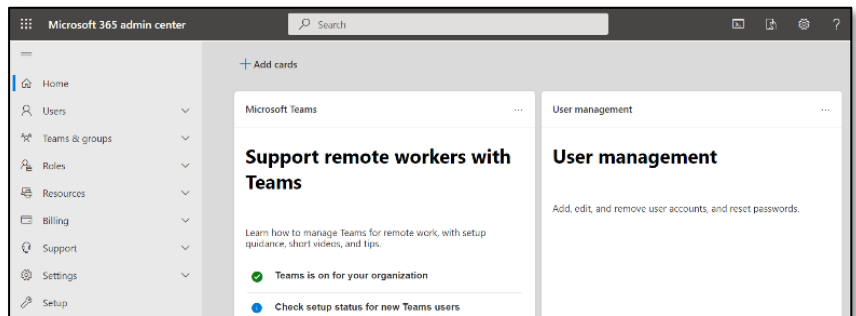 Microsoft 365 admin center
Search
?
Add cards
Home
Users
Teams & groups
Roles
Resources
Billing
Support
Settings
Setup
Microsoft Teams
...
Support remote workers with
Teams
Learn how to manage Teams for remote work, with setup
guidance, short videos, and tips.
Teams is on for your organization
Check setup status for new Teams users
User management
...
User management
Add, edit, and remove user accounts, and reset passwords.